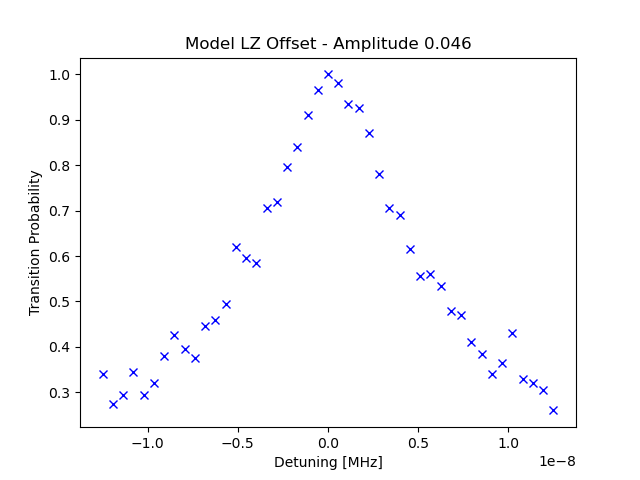 Model LZ Offset - Amplitude 0.046
1.0
0.9
0.8
0.7
0.6
0.5
0.4
0.3
Transition Probability
−1.0 −0.5 0.0 0.5 1.0
1e−8
Detuning [MHz]